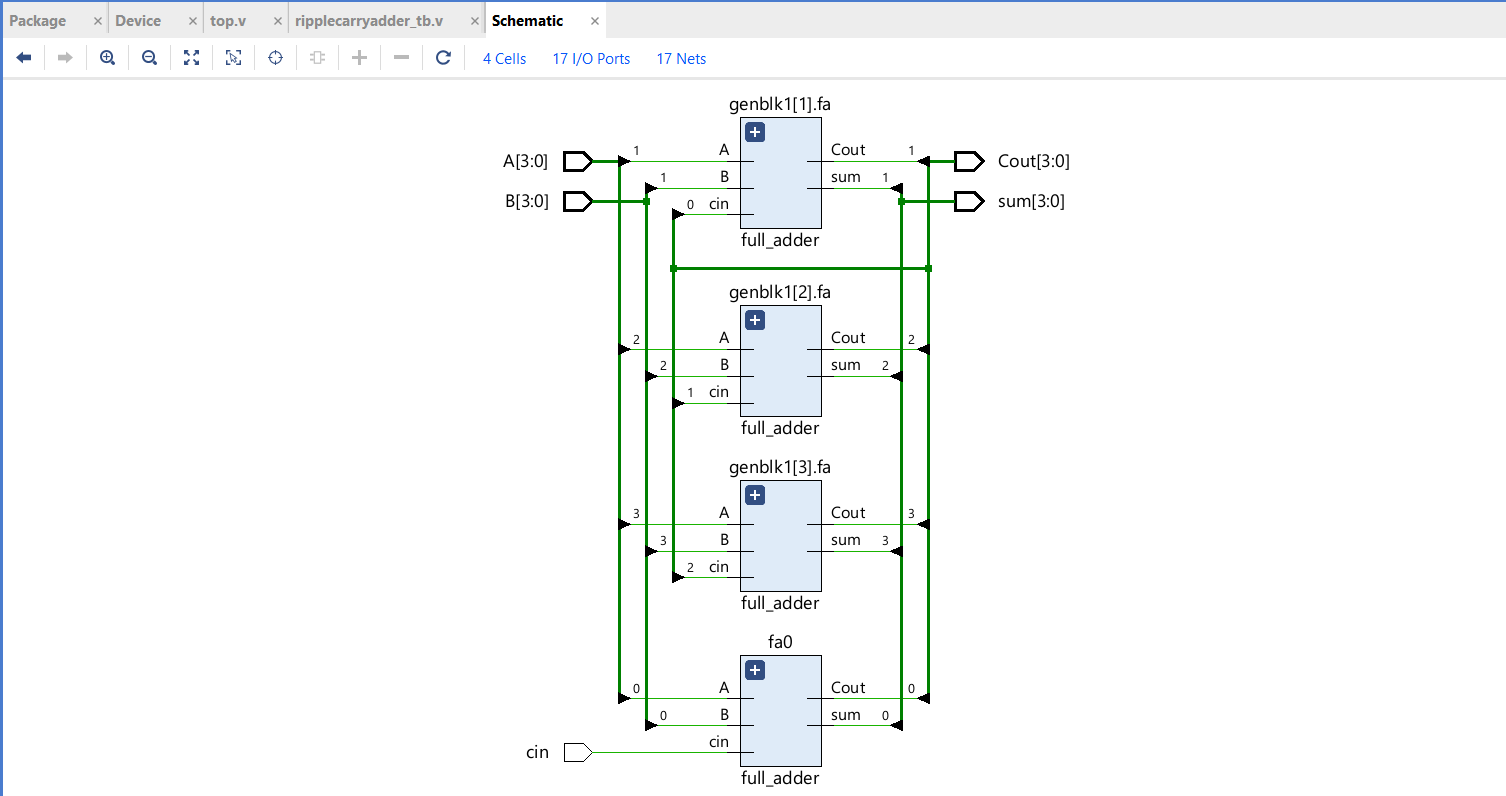 Package Device top.v ripplecarryadder_tb.v Schematic
4 Cells 17 I/O Ports 17 Nets
genblk1[1].fa
A[3:0] 1 A Cout 1 Cout[3:0]
1 B sum 1
B[3:0] sum[3:0]
0 cin
full_adder
genblk1[2].fa
2 A Cout 2
2 B sum 2
1 cin
full_adder
genblk1[3].fa
3 A Cout 3
3 B sum 3
2 cin
full_adder
fa0
0 A Cout 0
0 B sum 0
cin cin
full_adder